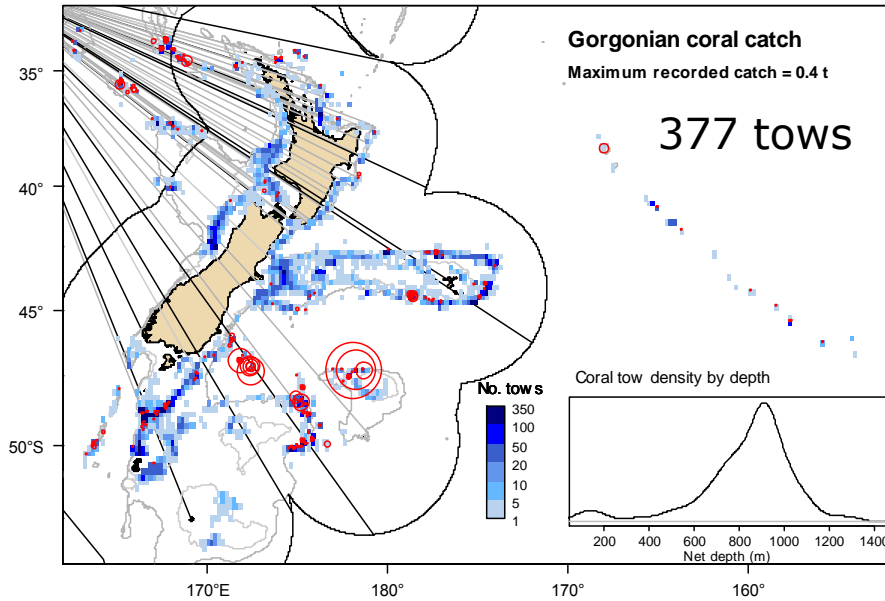 Gorgonian coral catch
Maximum recorded catch = 0.4 t
377 tows
35°
40°
45°
50°S
No. tows
350
100
50
20
10
5
1
Coral tow density by depth
200 400 600 800 1000 1200 1400
Net depth (m)
170°E 180° 170° 160°